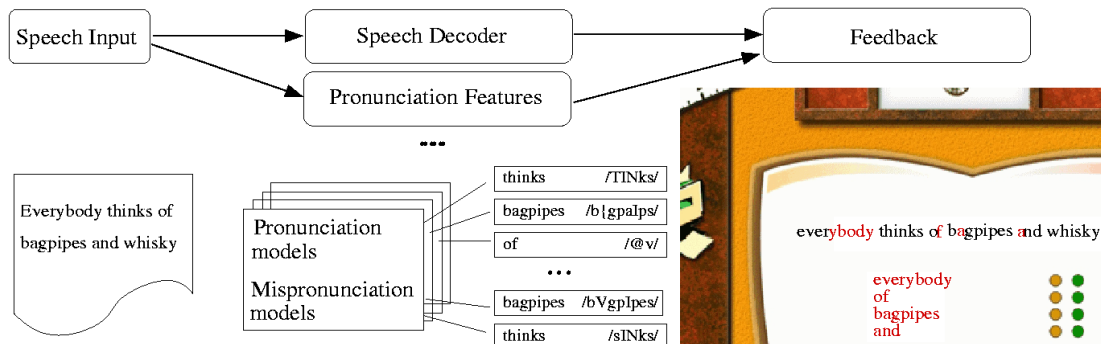 Speech Input
Speech Decoder
Feedback
Pronunciation Features
...
Everybody thinks of
bagpipes and whisky
Pronunciation
models
Mispronunciation
models
thinks /TINks/
bagpipes /b{gpaIps/
of /@v/
...
bagpipes /bVgpIpes/
thinks /sINks/
everybody thinks of bagpipes and whisky
everybody
of
bagpipes
and